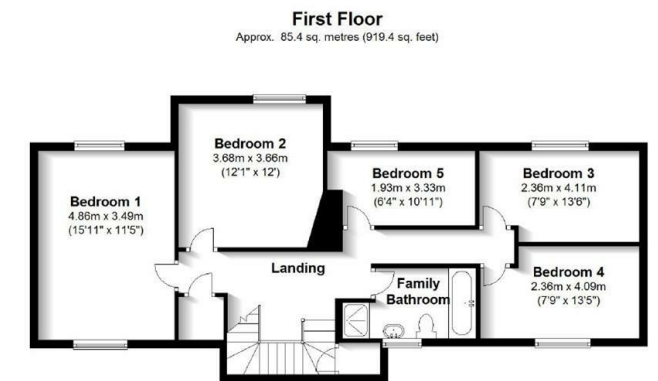 First Floor
Approx. 85.4 sq. metres (919.4 sq. feet)
Bedroom 1
4.86m x 3.49m
(15'11" x 11'5")
Bedroom 2
3.68m x 3.66m
(12'1" x 12')
Bedroom 5
1.93m x 3.33m
(6'4" x 10'11")
Bedroom 3
2.36m x 4.11m
(7'9" x 13'6")
Landing
Family
Bathroom
Bedroom 4
2.36m x 4.09m
(7'9" x 13'5")